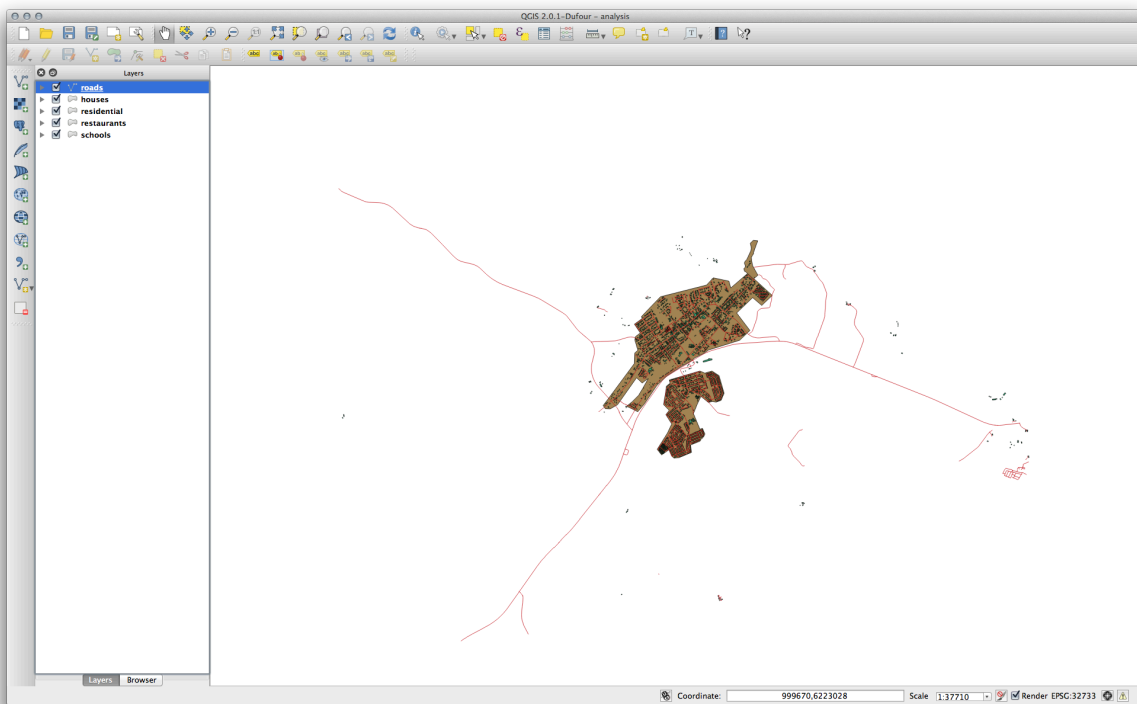 QGIS 2.0.1-Dufour - analysis
Layers
roads
houses
residential
restaurants
schools
Layers Browser
Coordinate: 999670,6223028 Scale 1:37710 Render EPSG:32733